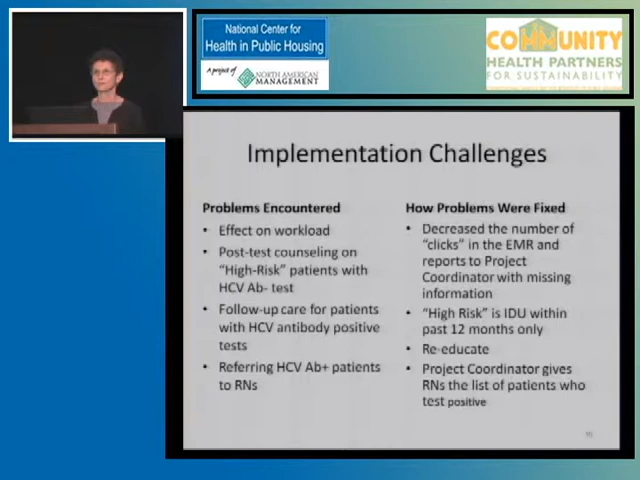 National Center for
Health in Public Housing
A project of
NORTH AMERICAN
MANAGEMENT
COMMUNITY
HEALTH PARTNERS
FOR SUSTAINABILITY
Implementation Challenges
Problems Encountered
• Effect on workload
• Post-test counseling on
"High-Risk" patients with
HCV Ab- test
• Follow-up care for patients
with HCV antibody positive
tests
• Referring HCV Ab+ patients
to RNs
How Problems Were Fixed
• Decreased the number of
"clicks" in the EMR and
reports to Project
Coordinator with missing
information
• "High Risk" is IDU within
past 12 months only
• Re-educate
• Project Coordinator gives
RNs the list of patients who
test positive